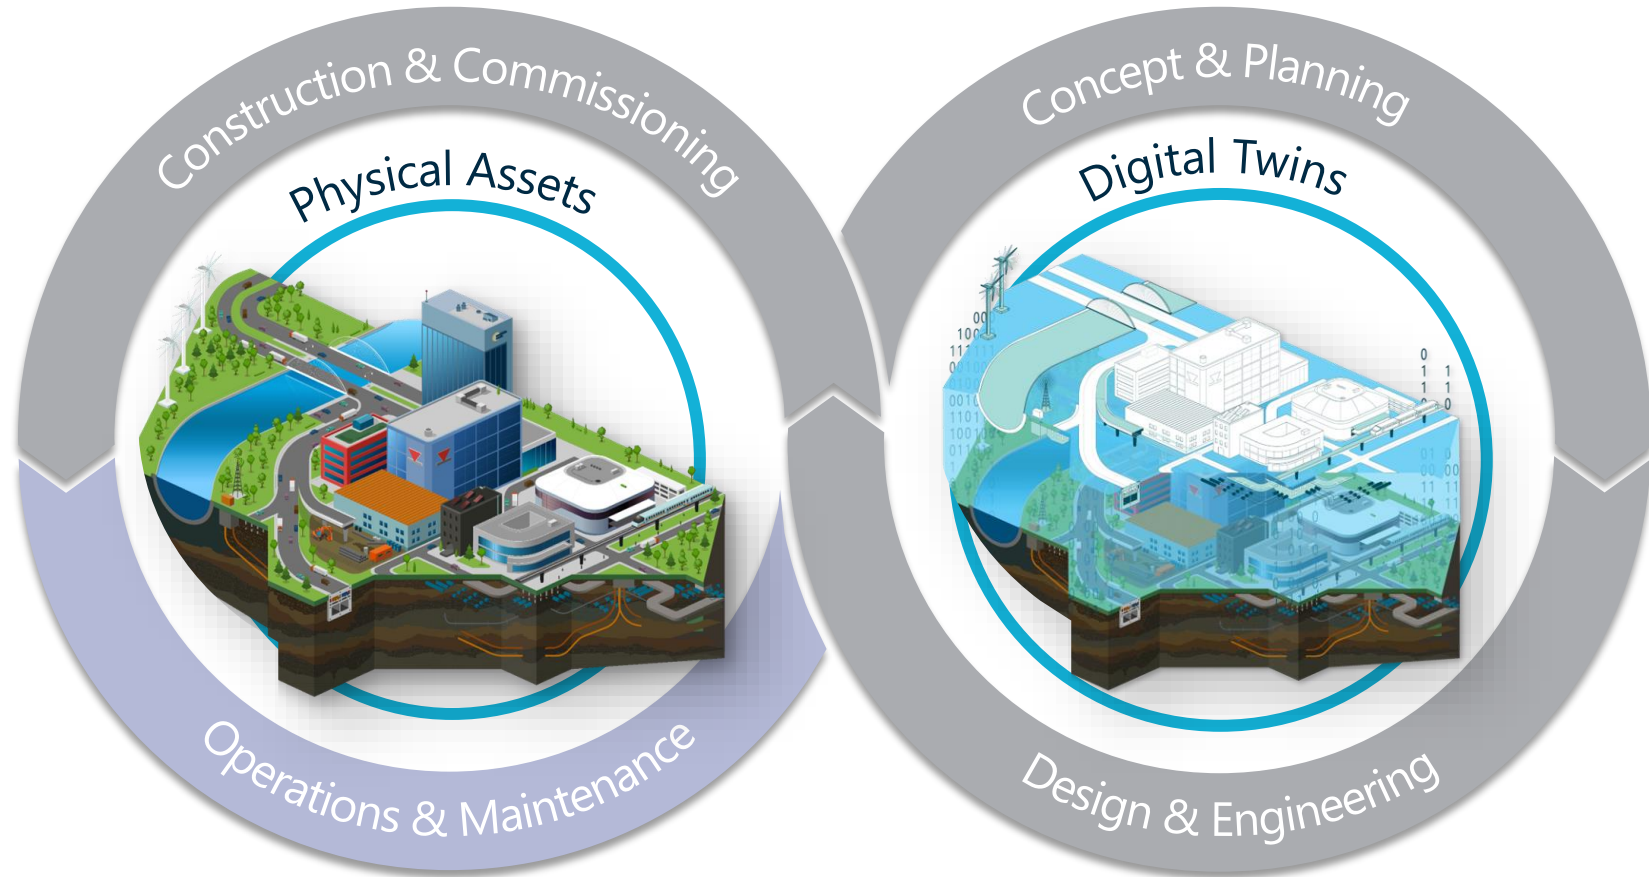 Construction & Commissioning
Physical Assets
Operations & Maintenance
Concept & Planning
Digital Twins
Design & Engineering